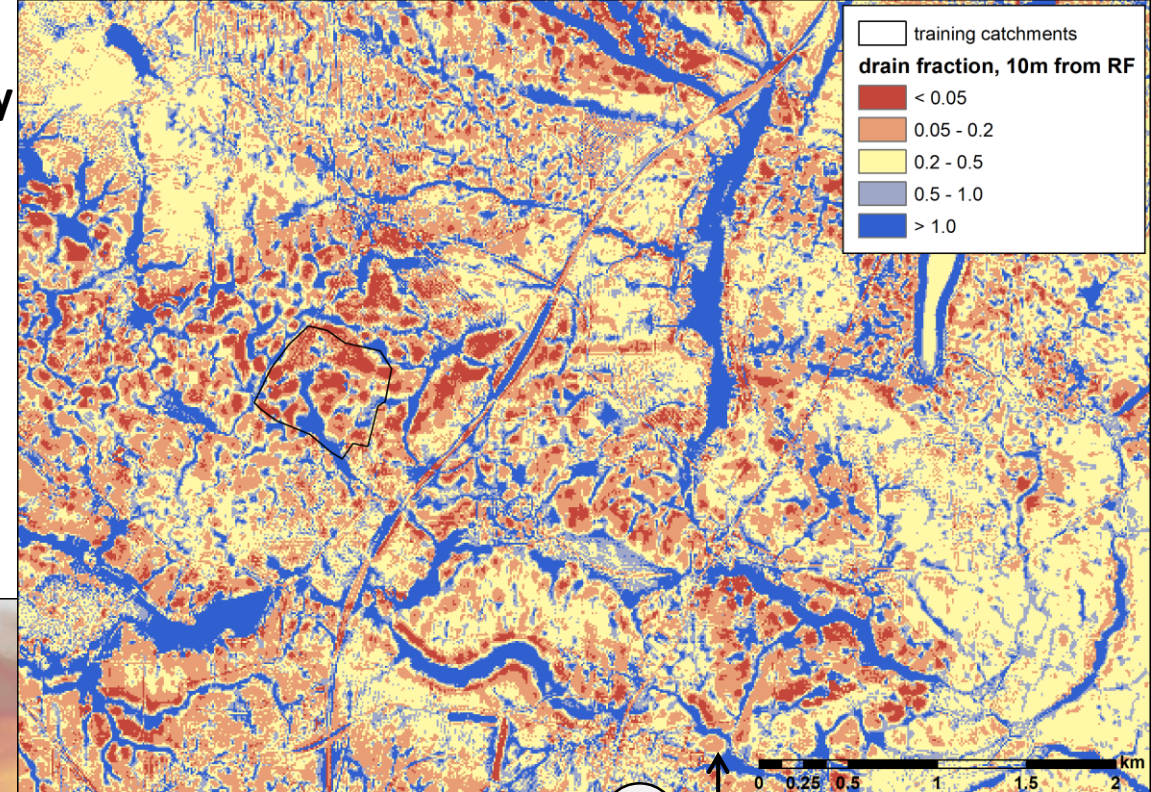 y
training catchments
drain fraction, 10m from RF
< 0.05
0.05 - 0.2
0.2 - 0.5
0.5 - 1.0
> 1.0
km
0 0.25 0.5 1 1.5 2